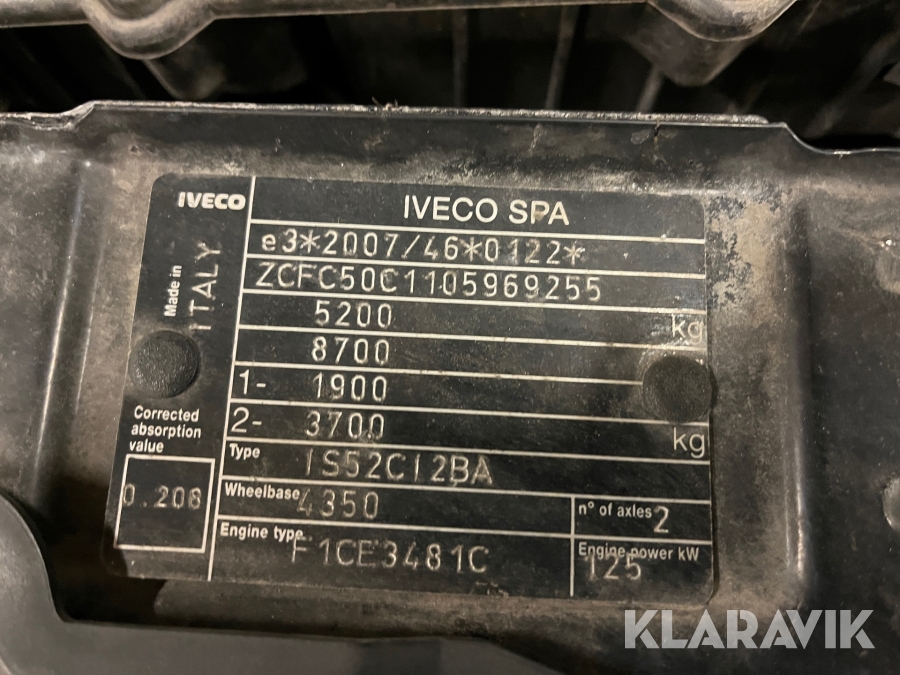 IVECO
IVECO SPA
Made in
ITALY
e3*2007/46*0122*
ZCFC50C1105969255
5200 kg
8700
1- 1900
2- 3700 kg
Corrected
absorption
value
0.208
Type IS52CI2BA
Wheelbase 4350
n° of axles 2
Engine type F1CE3481C
Engine power kW
125
KLARAVIK